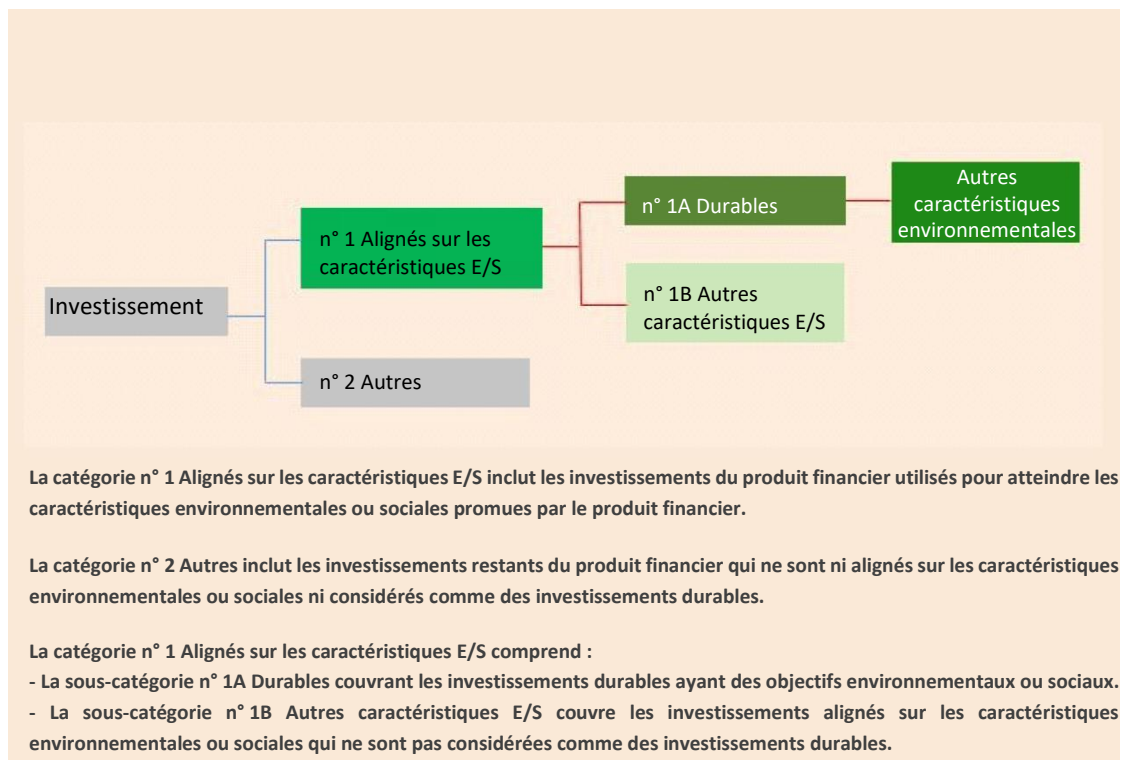 Autres
caractéristiques
environnementales
n° 1A Durables
n° 1 Alignés sur les
caractéristiques E/S
n° 1B Autres
caractéristiques E/S
Investissement
n° 2 Autres
La catégorie n° 1 Alignés sur les caractéristiques E/S inclut les investissements du produit financier utilisés pour atteindre les
caractéristiques environnementales ou sociales promues par le produit financier.
La catégorie n° 2 Autres inclut les investissements restants du produit financier qui ne sont ni alignés sur les caractéristiques
environnementales ou sociales ni considérés comme des investissements durables.
La catégorie n° 1 Alignés sur les caractéristiques E/S comprend :
- La sous-catégorie n° 1A Durables couvrant les investissements durables ayant des objectifs environnementaux ou sociaux.
- La sous-catégorie n° 1B Autres caractéristiques E/S couvre les investissements alignés sur les caractéristiques
environnementales ou sociales qui ne sont pas considérées comme des investissements durables.